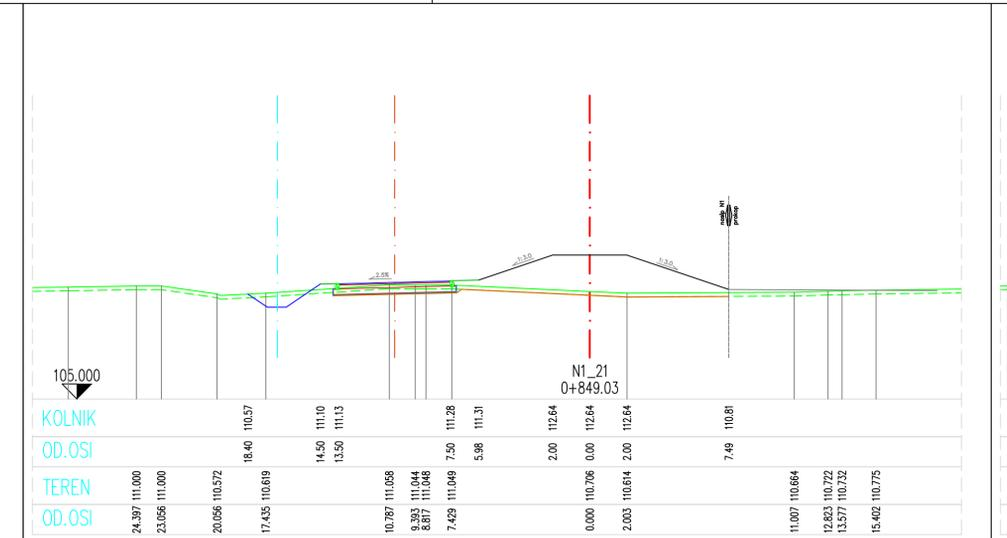 nasip N1
prokop
1:3.0
1:3.0
2.5%
N1_21
0+849.03
105.000
KOLNIK 110.57 111.10 111.13 111.28 111.31 112.64 112.64 112.64 110.81
OD.OSI 18.40 14.50 13.50 7.50 5.98 2.00 0.00 2.00 7.49
TEREN 111.000 111.000 110.572 110.619 111.058 111.044 111.048 111.049 110.706 110.614 110.664 110.722 110.732 110.775
OD.OSI 24.397 23.056 20.056 17.435 10.787 9.393 8.817 7.429 0.000 2.003 11.007 12.823 13.577 15.402